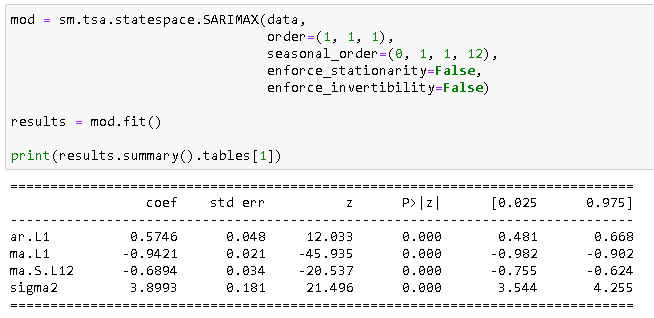 mod = sm.tsa.statespace.SARIMAX(data,
                                order=(1, 1, 1),
                                seasonal_order=(0, 1, 1, 12),
                                enforce_stationarity=False,
                                enforce_invertibility=False)

results = mod.fit()

print(results.summary().tables[1])
==============================================================================
                 coef    std err          z      P>|z|      [0.025      0.975]
------------------------------------------------------------------------------
ar.L1          0.5746      0.048     12.033      0.000       0.481       0.668
ma.L1         -0.9421      0.021    -45.935      0.000      -0.982      -0.902
ma.S.L12      -0.6894      0.034    -20.537      0.000      -0.755      -0.624
sigma2         3.8993      0.181     21.496      0.000       3.544       4.255
==============================================================================